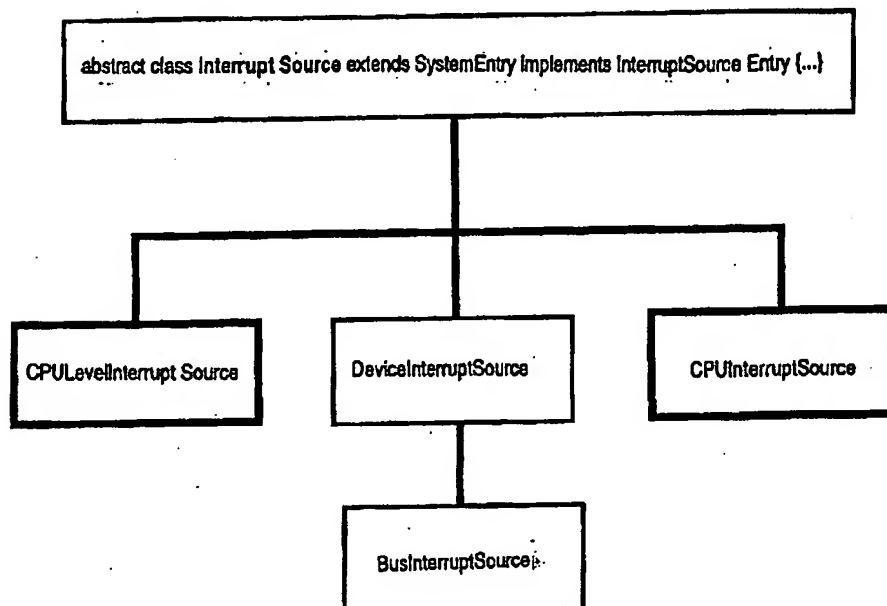 abstract class Interrupt Source extends SystemEntry Implements InterruptSource Entry {...}
CPULevelInterrupt Source
DeviceInterruptSource
CPUInterruptSource
BusInterruptSource